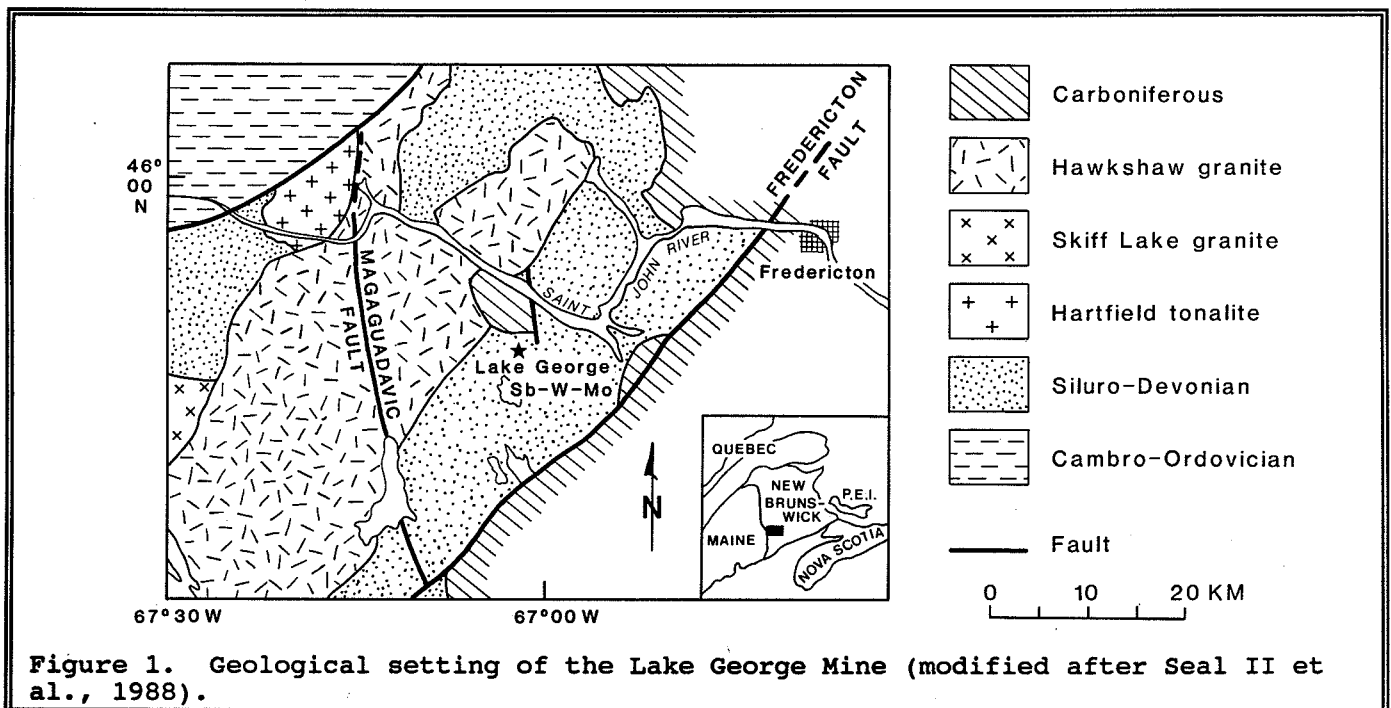 46°
00
N
MAGAGUADAVIC
FAULT
SAINT
JOHN RIVER
FREDERICTON
FAULT
Fredericton
Lake George
Sb-W-Mo
N
QUEBEC
NEW
BRUNS-
WICK
P.E.I.
MAINE
NOVA SCOTIA
67° 30 W
67° 00 W
Carboniferous
Hawkshaw granite
Skiff Lake granite
Hartfield tonalite
Siluro-Devonian
Cambro-Ordovician
Fault
0 10 20 KM
Figure 1. Geological setting of the Lake George Mine (modified after Seal II et
al., 1988).